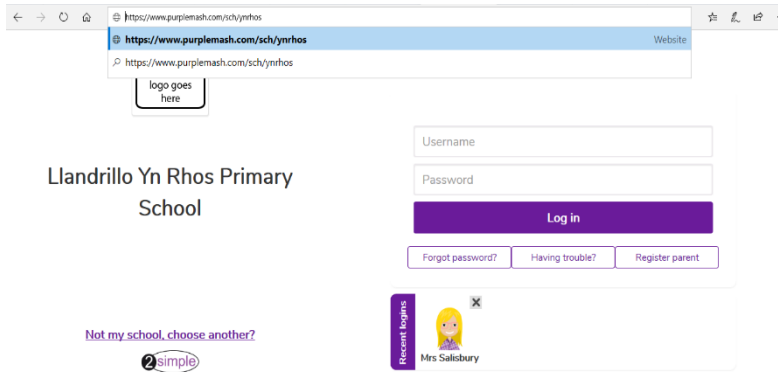 https://www.purplemash.com/sch/ynrhos
https://www.purplemash.com/sch/ynrhos
Website
https://www.purplemash.com/sch/ynrhos
logo goes
here
Llandrillo Yn Rhos Primary
School
Not my school, choose another?
2simple
Username
Password
Log in
Forgot password?
Having trouble?
Register parent
Recent logins
Mrs Salisbury